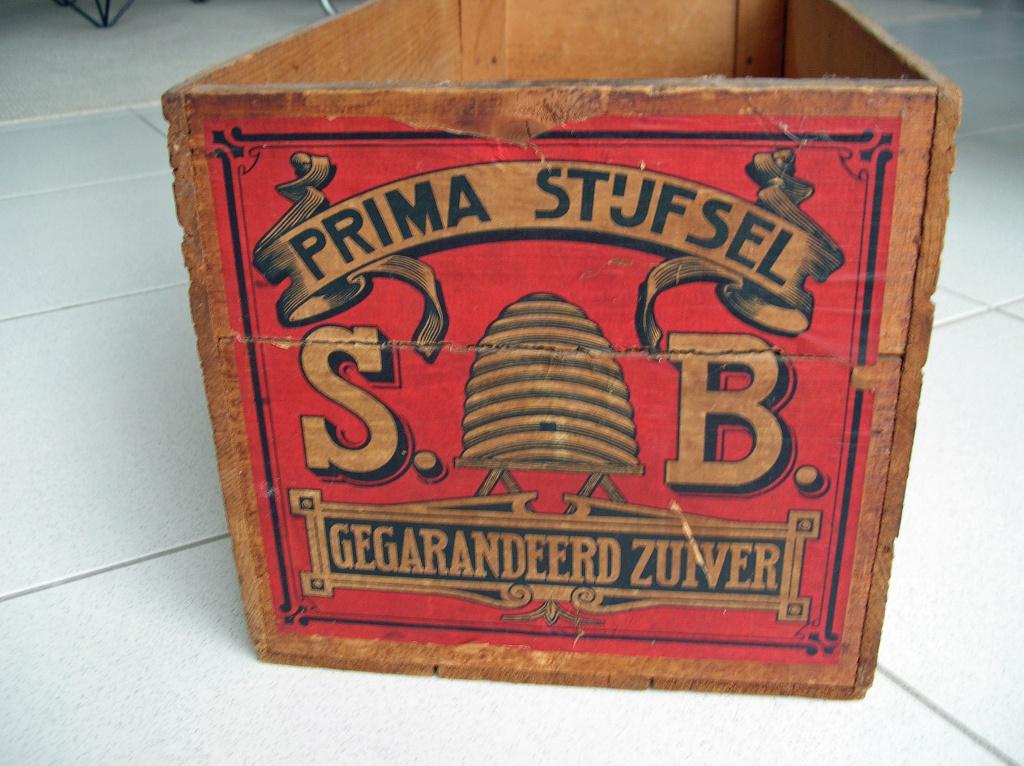 PRIMA STIJFSEL
S. B.
GEGARANDEERD ZUIVER